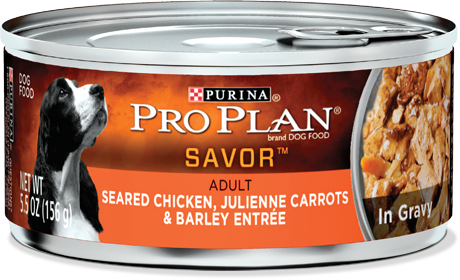 DOG
FOOD
PURINA®
PRO PLAN®
brand DOG FOOD
SAVOR™
ADULT
SEARED CHICKEN, JULIENNE CARROTS
& BARLEY ENTRÉE
NET WT
5.5 OZ (156 g)
In Gravy